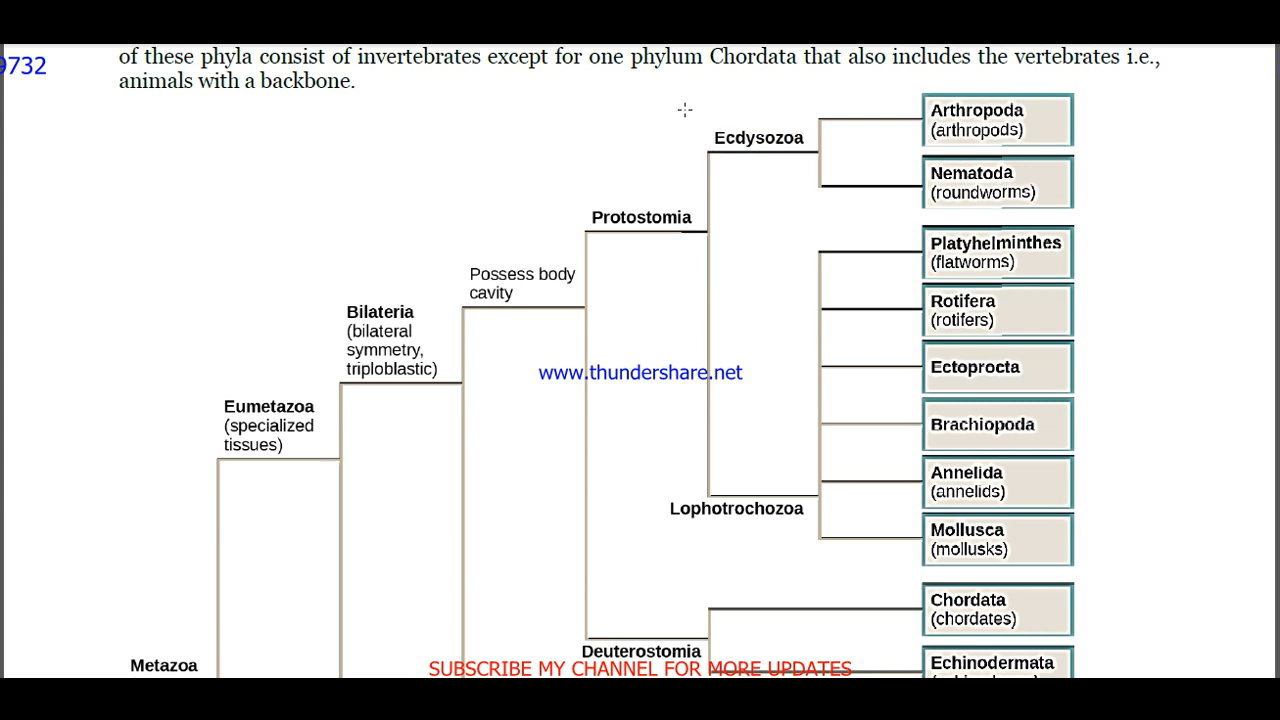 of these phyla consist of invertebrates except for one phylum Chordata that also includes the vertebrates i.e.,
9732
animals with a backbone.
Arthropoda
(arthropods)
Ecdysozoa
Nematoda
(roundworms)
Protostomia
Platyhelminthes
(flatworms)
Possess body
cavity
Rotifera
(rotifers)
Bilateria
(bilateral
symmetry,
triploblastic)
Ectoprocta
www.thundershare.net
Eumetazoa
(specialized
tissues)
Brachiopoda
Annelida
(annelids)
Lophotrochozoa
Mollusca
(mollusks)
Chordata
(chordates)
Deuterostomia
Metazoa
Echinodermata
SUBSCRIBE MY CHANNEL FOR MORE UPDATES